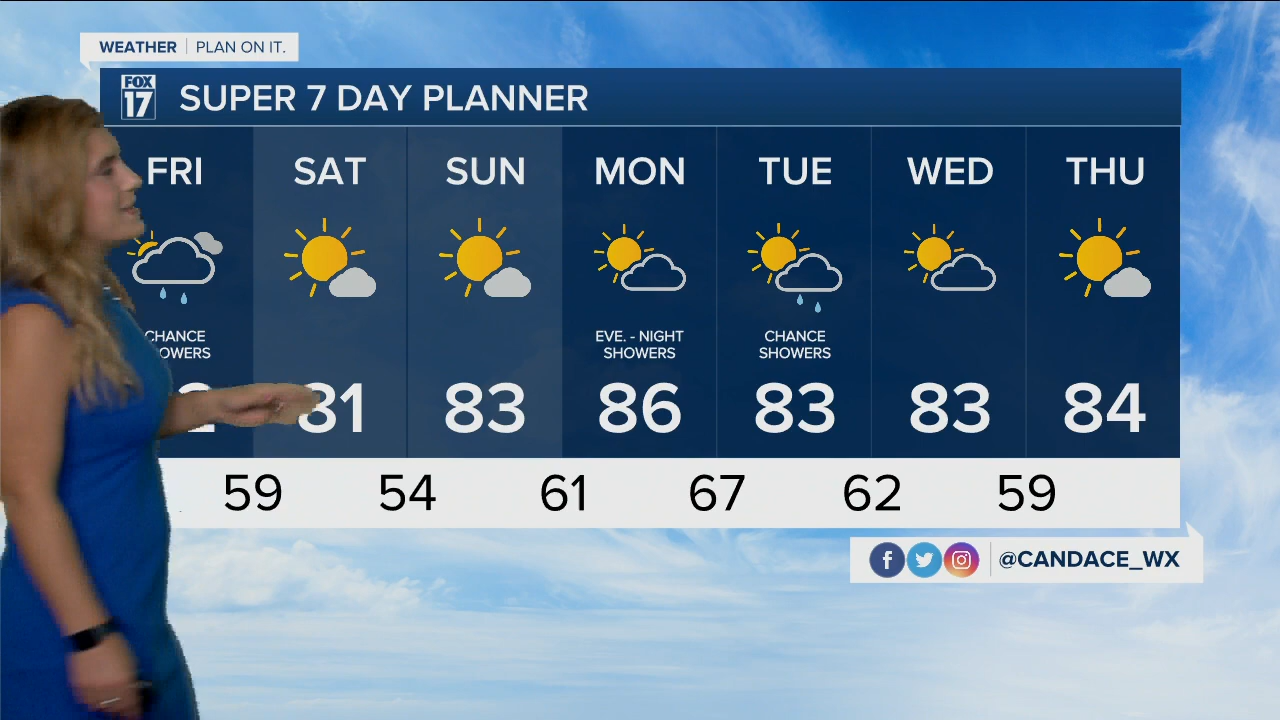 WEATHER PLAN ON IT.
FOX 17 SUPER 7 DAY PLANNER
FRI SAT SUN MON TUE WED THU
CHANCE EVE. - NIGHT CHANCE
SHOWERS SHOWERS
81 83 86 83 83 84
59 54 61 67 62 59
@CANDACE_WX